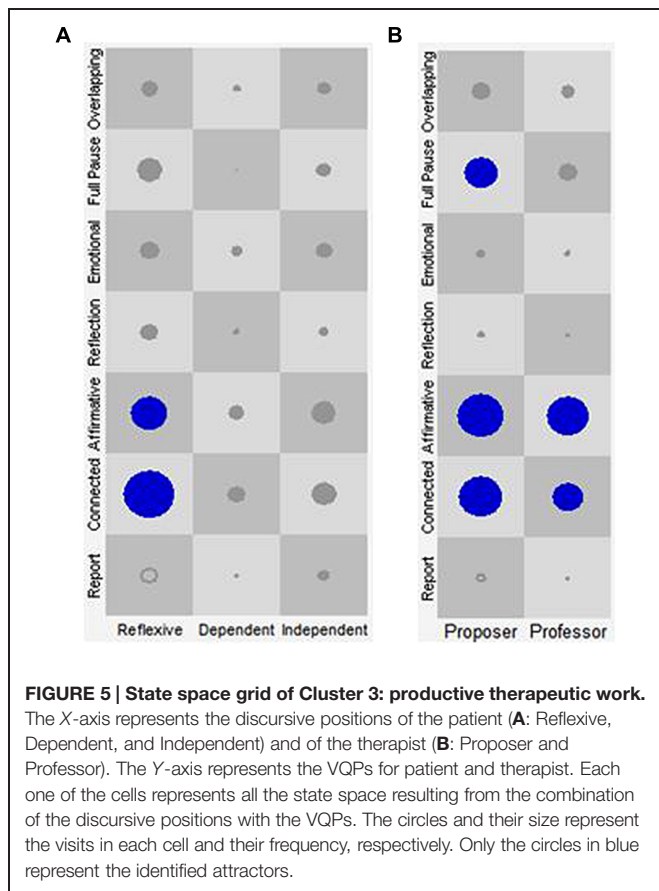 A
B
Overlapping
Full Pause
Emotional
Reflection
Affirmative
Connected
Report
Reflexive Dependent Independent
Overlapping
Full Pause
Emotional
Reflection
Affirmative
Connected
Report
Proposer Professor
FIGURE 5 | State space grid of Cluster 3: productive therapeutic work.
The X-axis represents the discursive positions of the patient (A: Reflexive,
Dependent, and Independent) and of the therapist (B: Proposer and
Professor). The Y-axis represents the VQPs for patient and therapist. Each
one of the cells represents all the state space resulting from the combination
of the discursive positions with the VQPs. The circles and their size represent
the visits in each cell and their frequency, respectively. Only the circles in blue
represent the identified attractors.